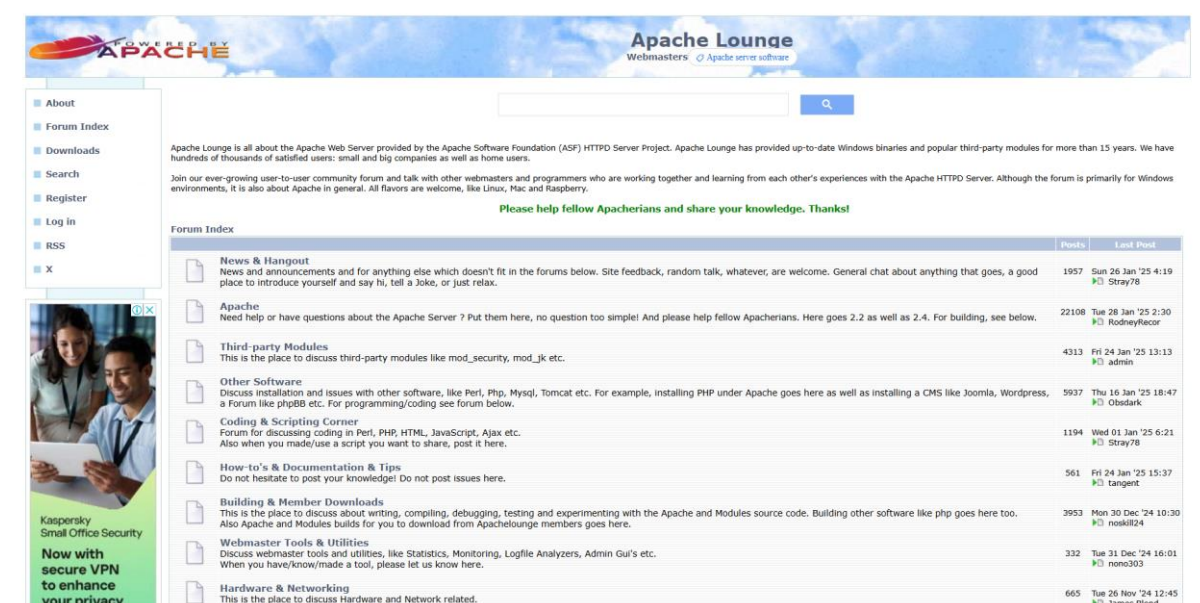 POWERED BY
APACHE
Apache Lounge
Webmasters Apache server software
About
Forum Index
Downloads
Search
Register
Log in
RSS
X
Apache Lounge is all about the Apache Web Server provided by the Apache Software Foundation (ASF) HTTPD Server Project. Apache Lounge has provided up-to-date Windows binaries and popular third-party modules for more than 15 years. We have
hundreds of thousands of satisfied users: small and big companies as well as home users.
Join our ever-growing user-to-user community forum and talk with other webmasters and programmers who are working together and learning from each other's experiences with the Apache HTTPD Server. Although the forum is primarily for Windows
environments, it is also about Apache in general. All flavors are welcome, like Linux, Mac and Raspberry.
Please help fellow Apacherians and share your knowledge. Thanks!
Forum Index
Posts Last Post
News & Hangout
News and announcements and for anything else which doesn't fit in the forums below. Site feedback, random talk, whatever, are welcome. General chat about anything that goes, a good
place to introduce yourself and say hi, tell a Joke, or just relax.
1957 Sun 26 Jan '25 4:19
Stray78
Apache
Need help or have questions about the Apache Server ? Put them here, no question too simple! And please help fellow Apacherians. Here goes 2.2 as well as 2.4. For building, see below.
22108 Tue 28 Jan '25 2:30
RodneyRecor
Third-party Modules
This is the place to discuss third-party modules like mod_security, mod_jk etc.
4313 Fri 24 Jan '25 13:13
admin
Other Software
Discuss installation and issues with other software, like Perl, Php, Mysql, Tomcat etc. For example, installing PHP under Apache goes here as well as installing a CMS like Joomla, Wordpress,
a Forum like phpBB etc. For programming/coding see forum below.
5937 Thu 16 Jan '25 18:47
Obsdark
Coding & Scripting Corner
Forum for discussing coding in Perl, PHP, HTML, JavaScript, Ajax etc.
Also when you made/use a script you want to share, post it here.
1194 Wed 01 Jan '25 6:21
Stray78
How-to's & Documentation & Tips
Do not hesitate to post your knowledge! Do not post issues here.
561 Fri 24 Jan '25 15:37
tangent
Building & Member Downloads
This is the place to discuss about writing, compiling, debugging, testing and experimenting with the Apache and Modules source code. Building other software like php goes here too.
Also Apache and Modules builds for you to download from Apachelounge members goes here.
3953 Mon 30 Dec '24 10:30
noskill24
Webmaster Tools & Utilities
Discuss webmaster tools and utilities, like Statistics, Monitoring, Logfile Analyzers, Admin Gui's etc.
When you have/know/made a tool, please let us know here.
332 Tue 31 Dec '24 16:01
nono303
Hardware & Networking
This is the place to discuss Hardware and Network related.
665 Tue 26 Nov '24 12:45
James Blond
Kaspersky
Small Office Security
Now with
secure VPN
to enhance
your privacy